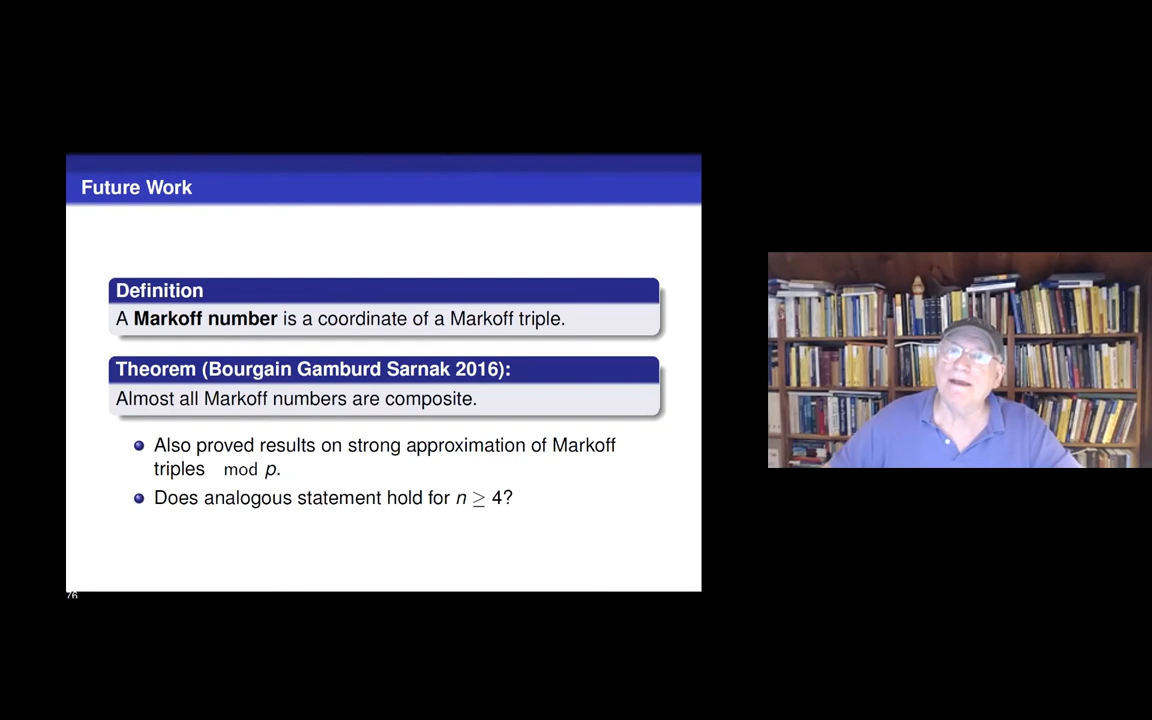 Future Work
Definition
A Markoff number is a coordinate of a Markoff triple.
Theorem (Bourgain Gamburd Sarnak 2016):
Almost all Markoff numbers are composite.
Also proved results on strong approximation of Markoff
triples mod p.
Does analogous statement hold for n ≥ 4?
76